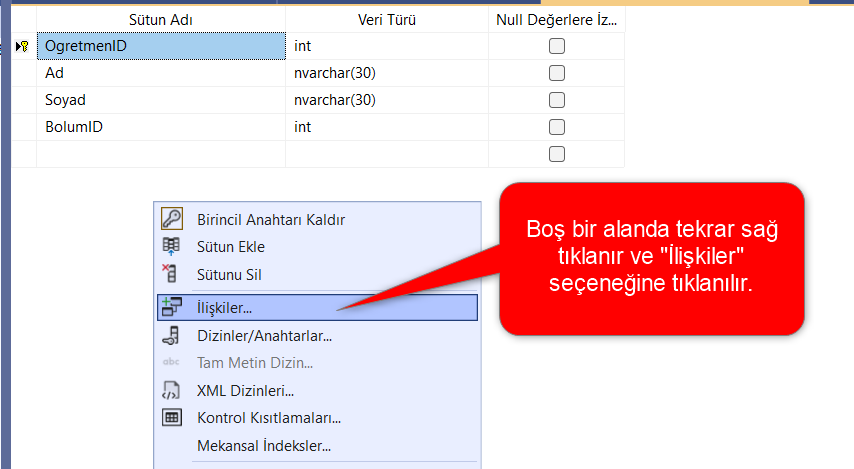 Sütun Adı Veri Türü Null Değerlere İz...
OgretmenID int
Ad nvarchar(30)
Soyad nvarchar(30)
BolumID int
Birincil Anahtarı Kaldır
Sütun Ekle
Sütunu Sil
İlişkiler...
Dizinler/Anahtarlar...
abc Tam Metin Dizin...
XML Dizinleri...
Kontrol Kısıtlamaları...
Mekansal İndeksler...
Boş bir alanda tekrar sağ
tıklanır ve "İlişkiler"
seçeneğine tıklanılır.